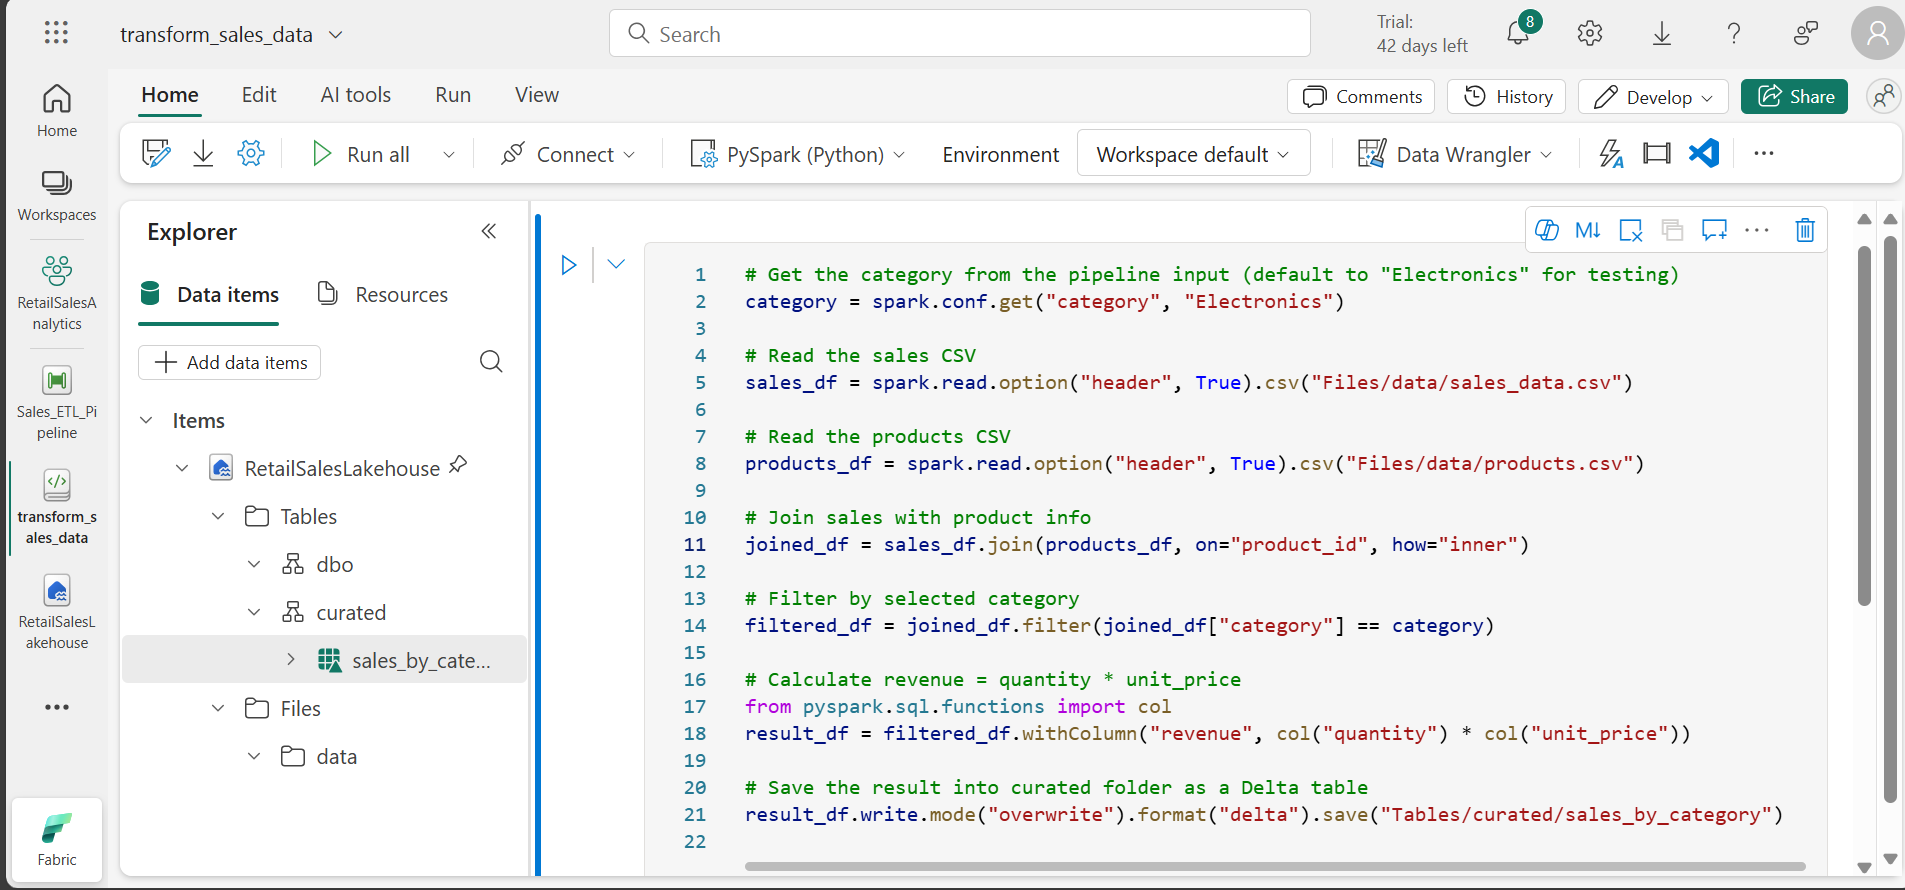 transform_sales_data
Search
Trial:
42 days left
8
Home
Edit
AI tools
Run
View
Comments
History
Develop
Share
Run all
Connect
PySpark (Python)
Environment
Workspace default
Data Wrangler
Home
Workspaces
RetailSalesA
nalytics
Sales_ETL_Pi
peline
transform_s
ales_data
RetailSalesL
akehouse
Fabric
Explorer
Data items
Resources
Add data items
Items
RetailSalesLakehouse
Tables
dbo
curated
sales_by_cate...
Files
data
M↓
1 # Get the category from the pipeline input (default to "Electronics" for testing)
2 category = spark.conf.get("category", "Electronics")
3
4 # Read the sales CSV
5 sales_df = spark.read.option("header", True).csv("Files/data/sales_data.csv")
6
7 # Read the products CSV
8 products_df = spark.read.option("header", True).csv("Files/data/products.csv")
9
10 # Join sales with product info
11 joined_df = sales_df.join(products_df, on="product_id", how="inner")
12
13 # Filter by selected category
14 filtered_df = joined_df.filter(joined_df["category"] == category)
15
16 # Calculate revenue = quantity * unit_price
17 from pyspark.sql.functions import col
18 result_df = filtered_df.withColumn("revenue", col("quantity") * col("unit_price"))
19
20 # Save the result into curated folder as a Delta table
21 result_df.write.mode("overwrite").format("delta").save("Tables/curated/sales_by_category")
22